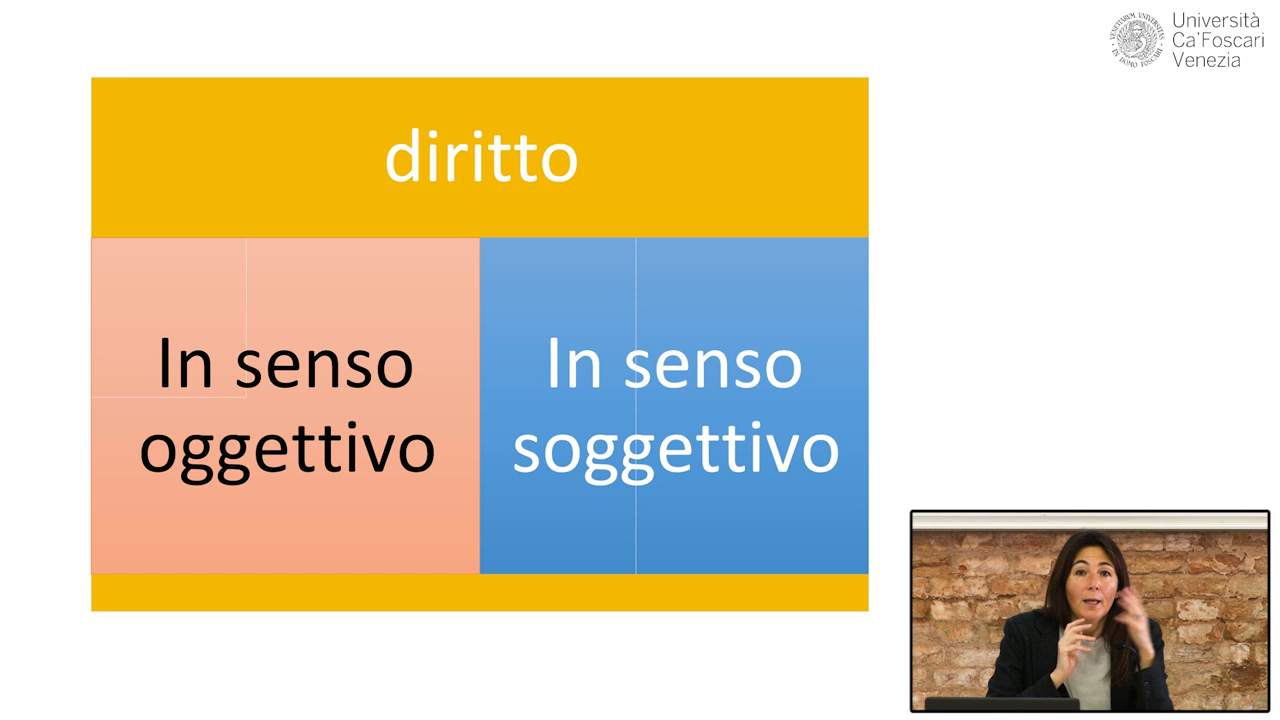 Università
Ca'Foscari
Venezia
diritto
In senso
oggettivo
In senso
soggettivo